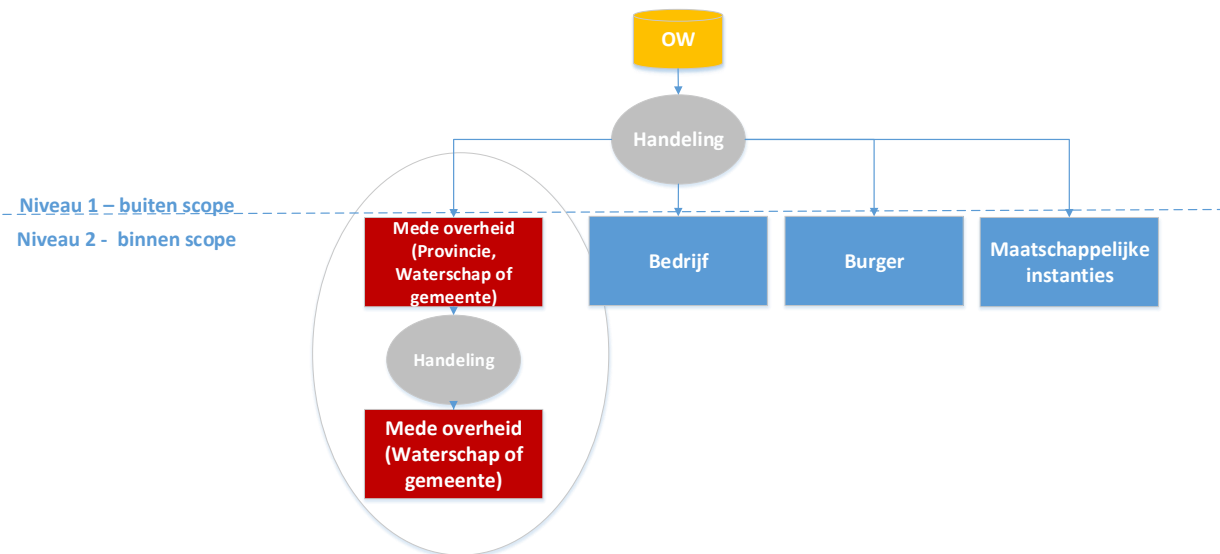 OW
Handeling
Niveau 1 – buiten scope
Niveau 2 -  binnen scope
Mede overheid
(Provincie,
Waterschap of
gemeente)
Bedrijf
Burger
Maatschappelijke
instanties
Handeling
Mede overheid
(Waterschap of
gemeente)